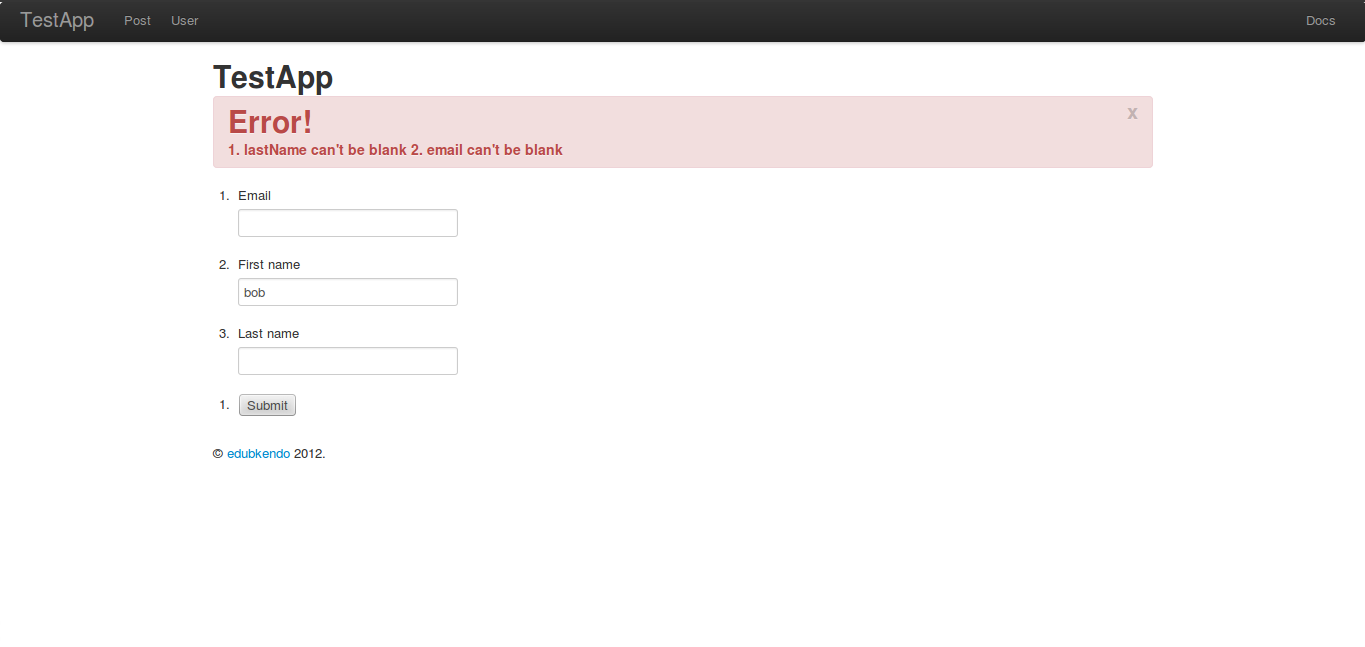 TestApp Post User Docs
TestApp
Error!
x
1. lastName can't be blank 2. email can't be blank
1. Email
2. First name
bob
3. Last name
1. Submit
© edubkendo 2012.